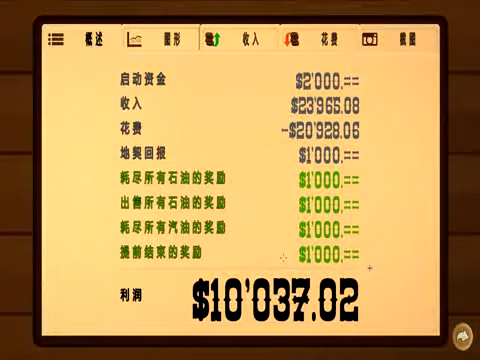 概述 图形 收入 花费 截图
启动资金 $2'000.==
收入 $23'965.08
花费 -$20'928.06
地契回报 $1'000.==
耗尽所有石油的奖励 $1'000.==
出售所有石油的奖励 $1'000.==
耗尽所有汽油的奖励 $1'000.==
提前结束的奖励 $1'000.==
利润 $10'037.02